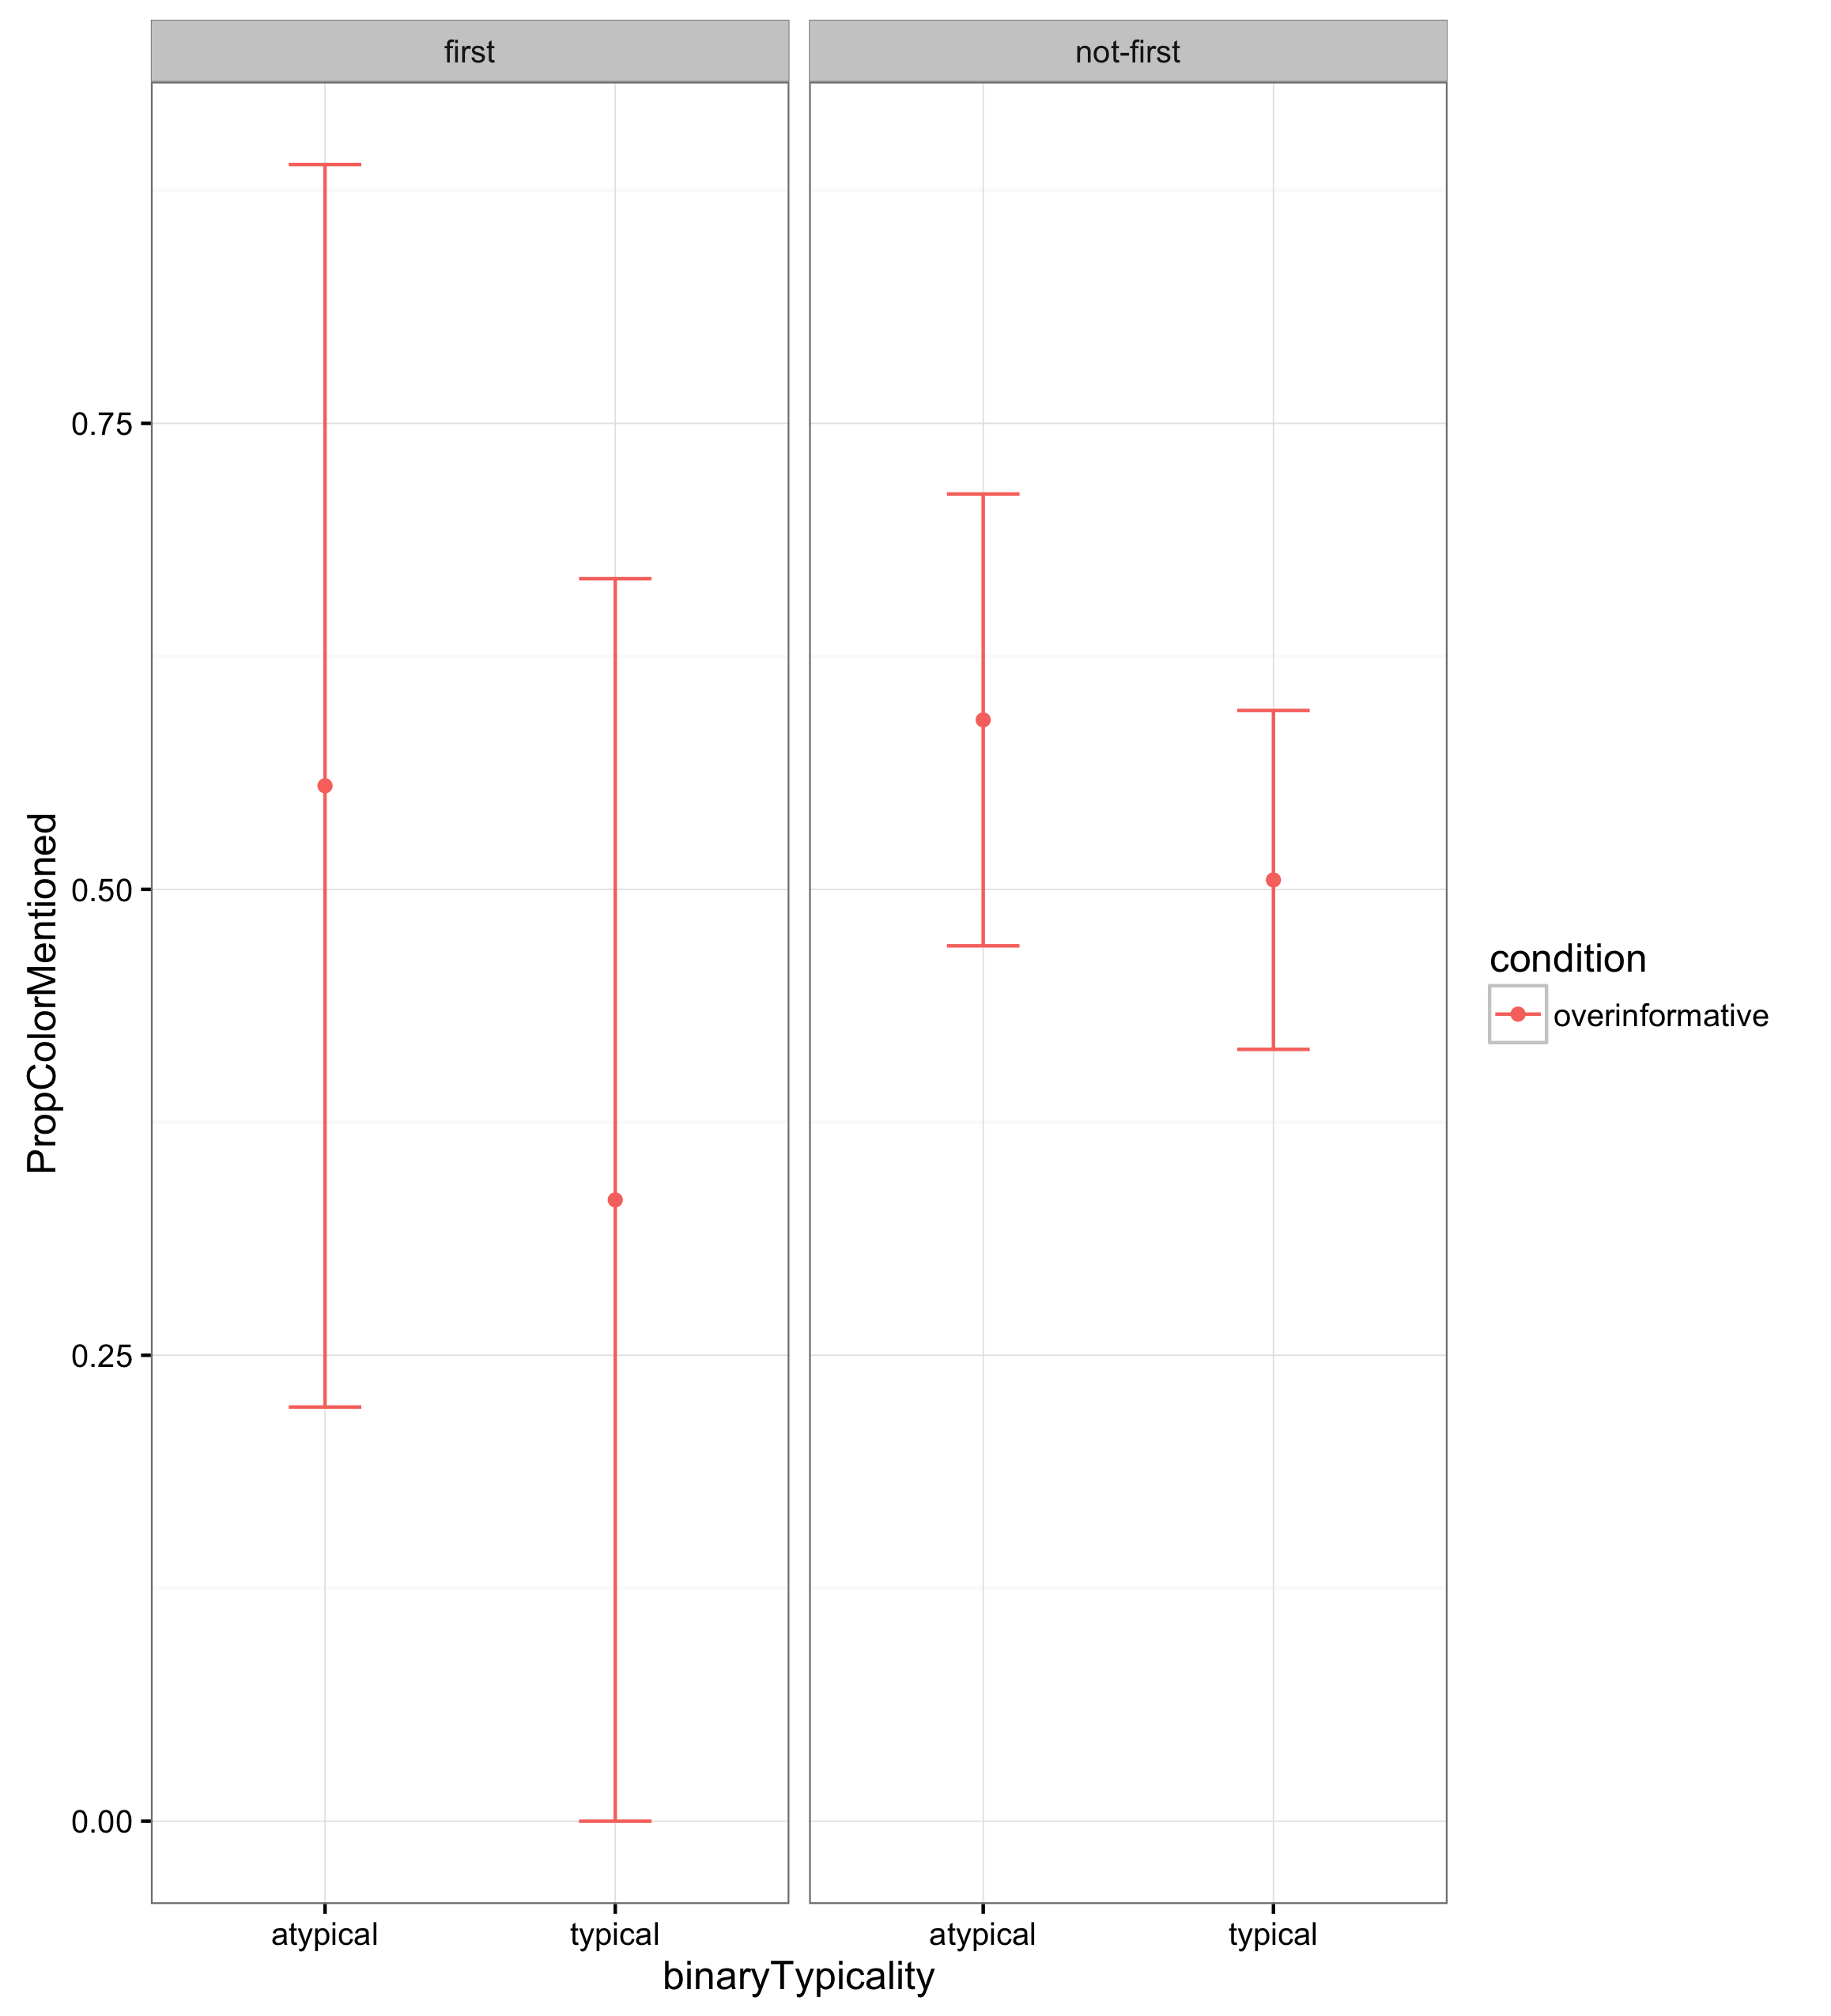 first
not-first
PropColorMentioned
0.75
0.50
0.25
0.00
atypical
typical
atypical
typical
binaryTypicality
condition
overinformative